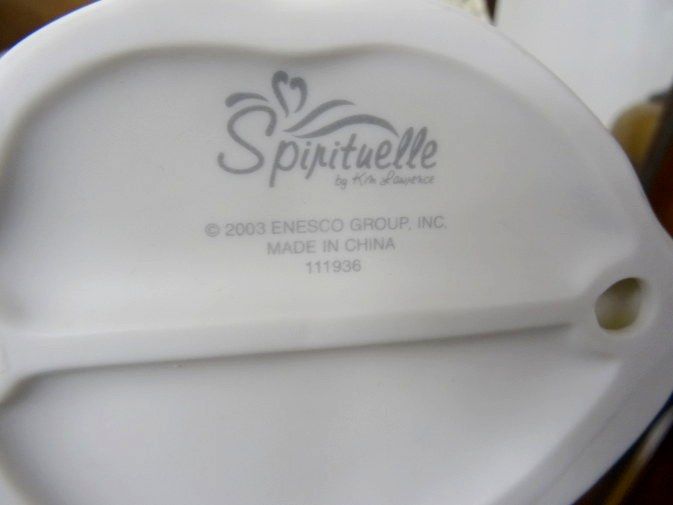 Spirituelle
by Kim Lawrence
© 2003 ENESCO GROUP, INC.
MADE IN CHINA
111936